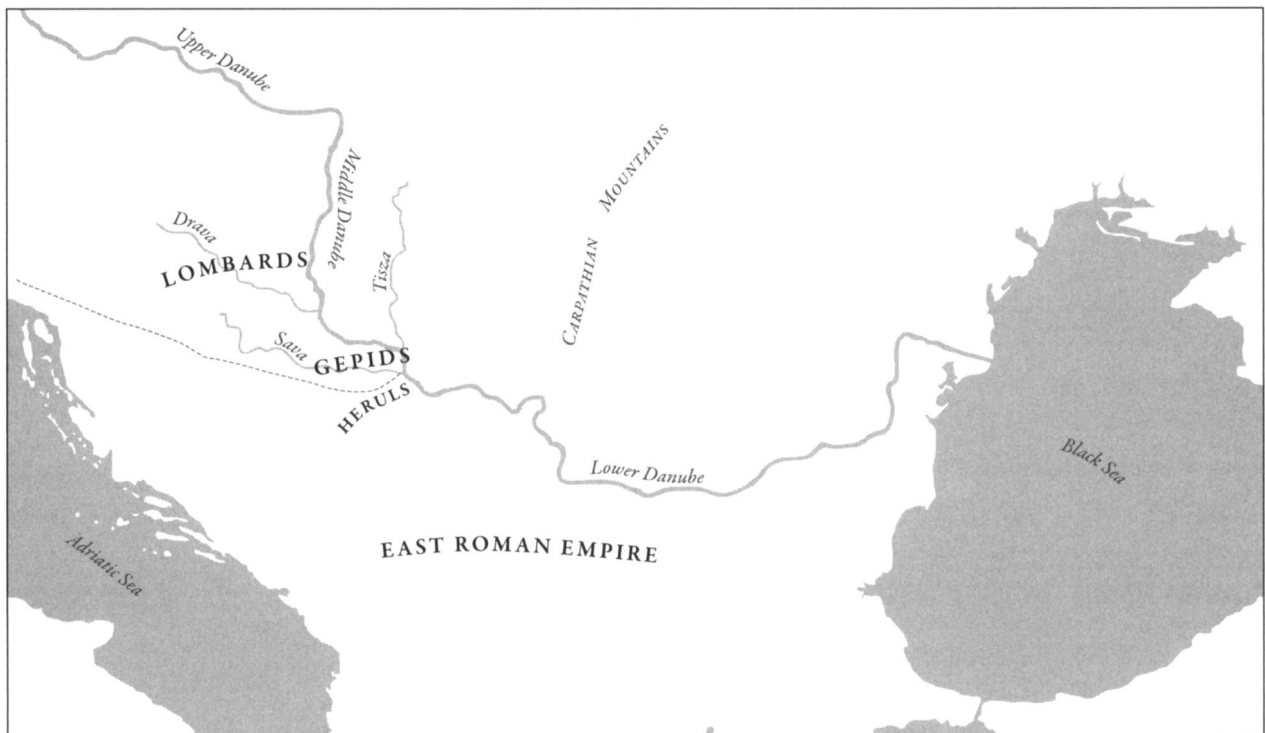 Upper Danube
MOUNTAINS
CARPATHIAN
Middle Danube
Drava
LOMBARDS
Tisza
Sava
GEPIDS
HERULS
Lower Danube
Black Sea
EAST ROMAN EMPIRE
Adriatic Sea